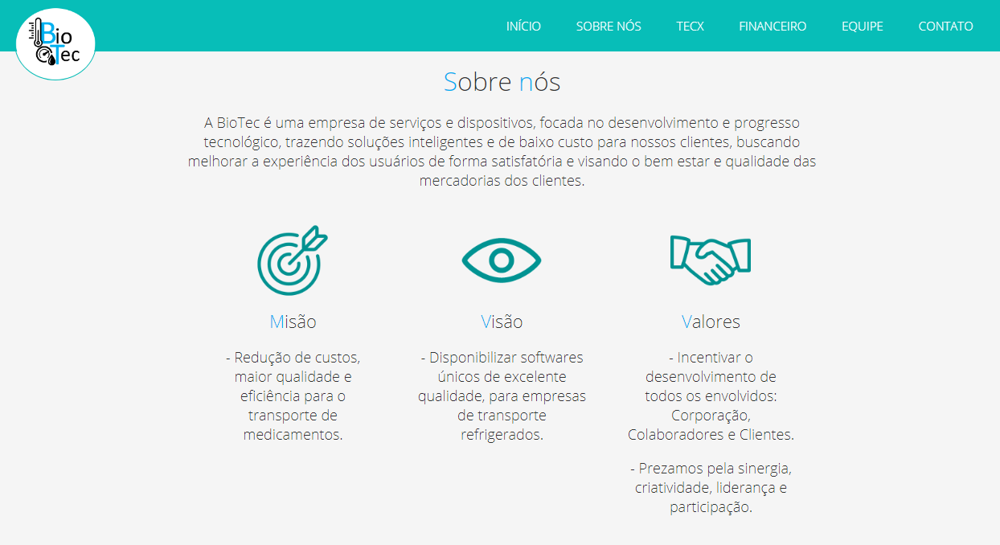 Bio
Tec
INÍCIO SOBRE NÓS TECX FINANCEIRO EQUIPE CONTATO
Sobre nós
A BioTec é uma empresa de serviços e dispositivos, focada no desenvolvimento e progresso
tecnológico, trazendo soluções inteligentes e de baixo custo para nossos clientes, buscando
melhorar a experiência dos usuários de forma satisfatória e visando o bem estar e qualidade das
mercadorias dos clientes.
Misão
- Redução de custos,
maior qualidade e
eficiência para o
transporte de
medicamentos.
Visão
- Disponibilizar softwares
únicos de excelente
qualidade, para empresas
de transporte
refrigerados.
Valores
- Incentivar o
desenvolvimento de
todos os envolvidos:
Corporação,
Colaboradores e Clientes.
- Prezamos pela sinergia,
criatividade, liderança e
participação.